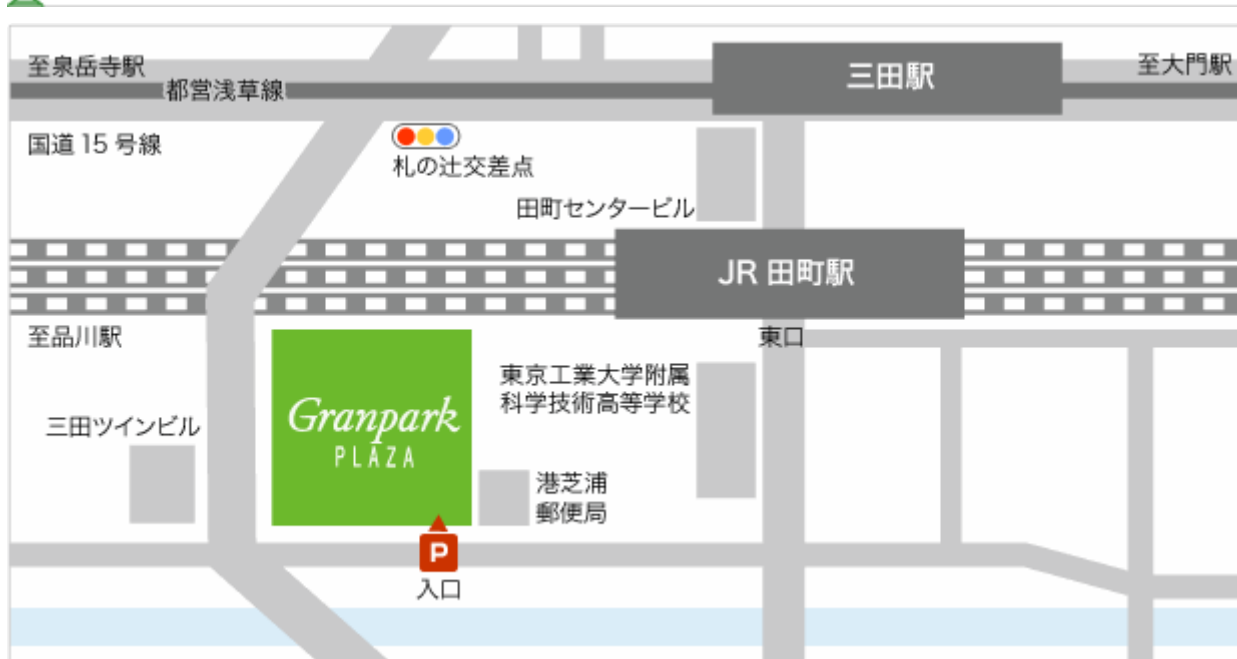 至泉岳寺駅
都営浅草線
三田駅
至大門駅
国道15号線
札の辻交差点
田町センタービル
JR 田町駅
至品川駅
東口
東京工業大学附属
科学技術高等学校
三田ツインビル
Granpark
PLAZA
港芝浦
郵便局
P
入口